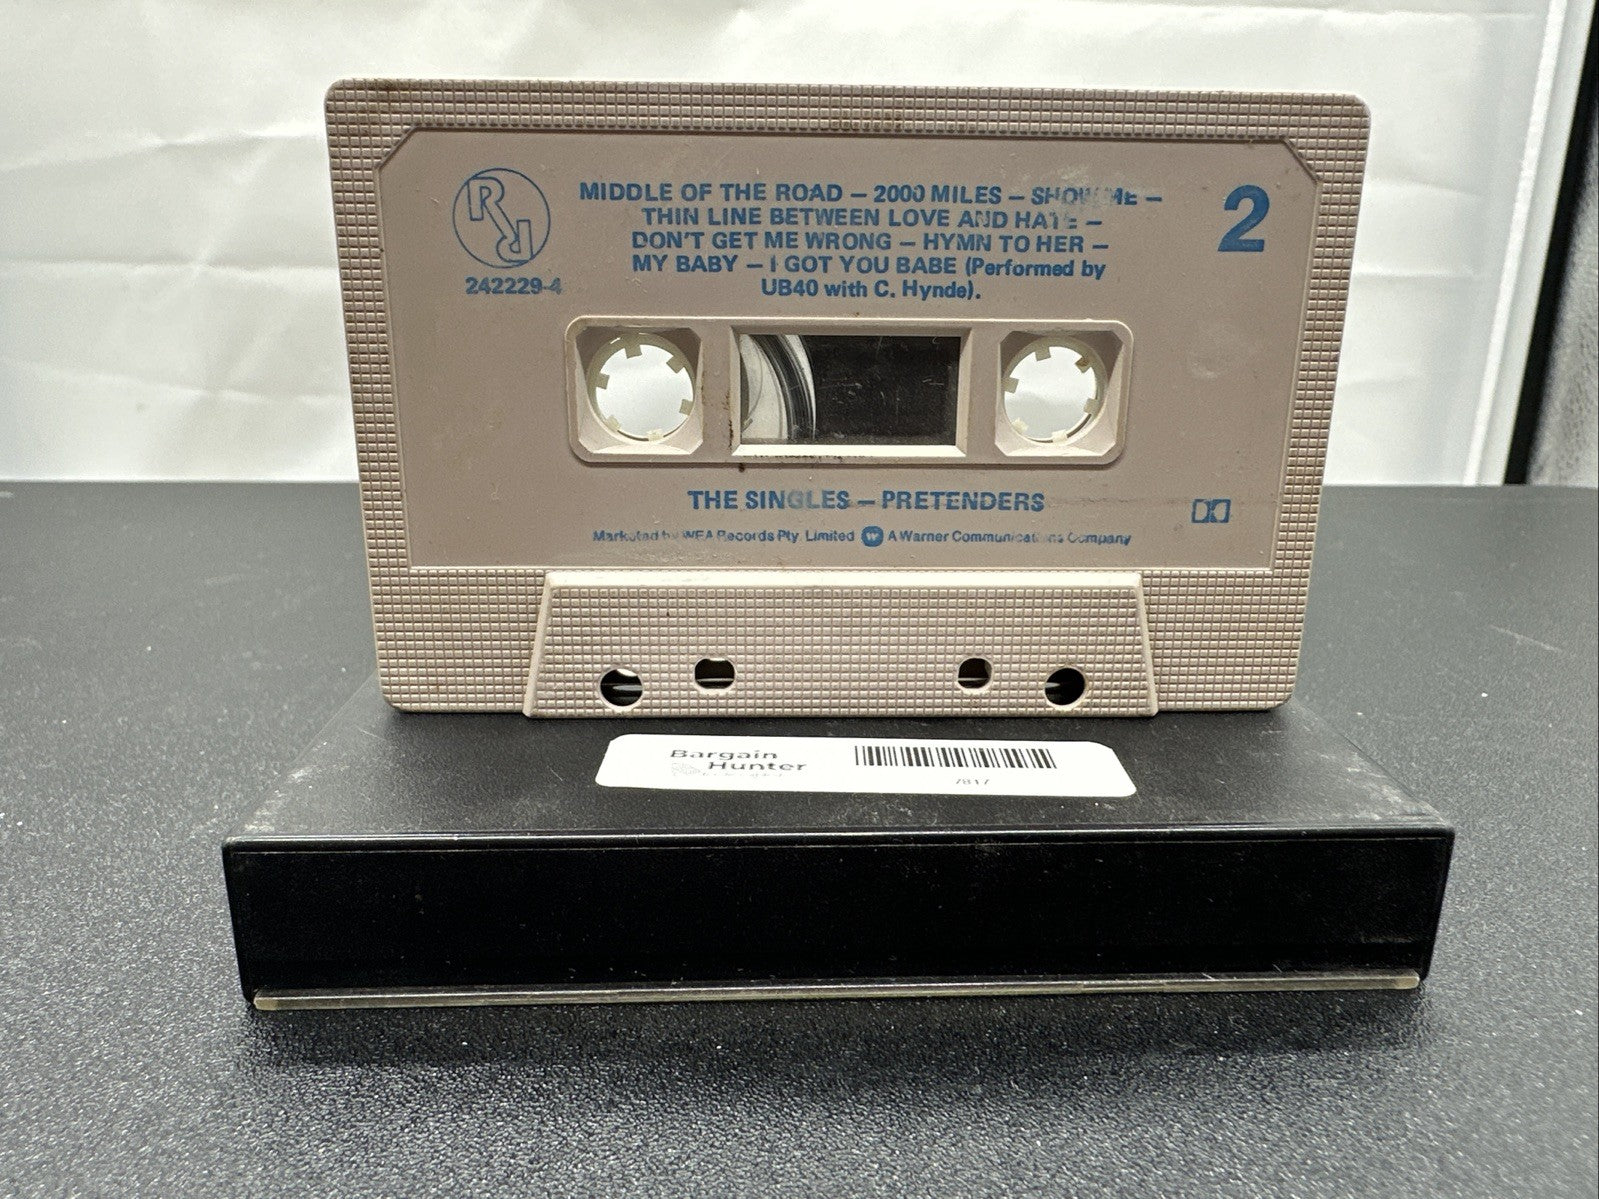 MIDDLE OF THE ROAD – 2000 MILES – SHOW ME –
THIN LINE BETWEEN LOVE AND HATE –
DON'T GET ME WRONG – HYMN TO HER –
MY BABY – I GOT YOU BABE (Performed by
UB40 with C. Hynde).
2
RR
242229-4
THE SINGLES – PRETENDERS
Marketed by WEA Records Pty. Limited W A Warner Communications Company
Bargain
Hunter
7817